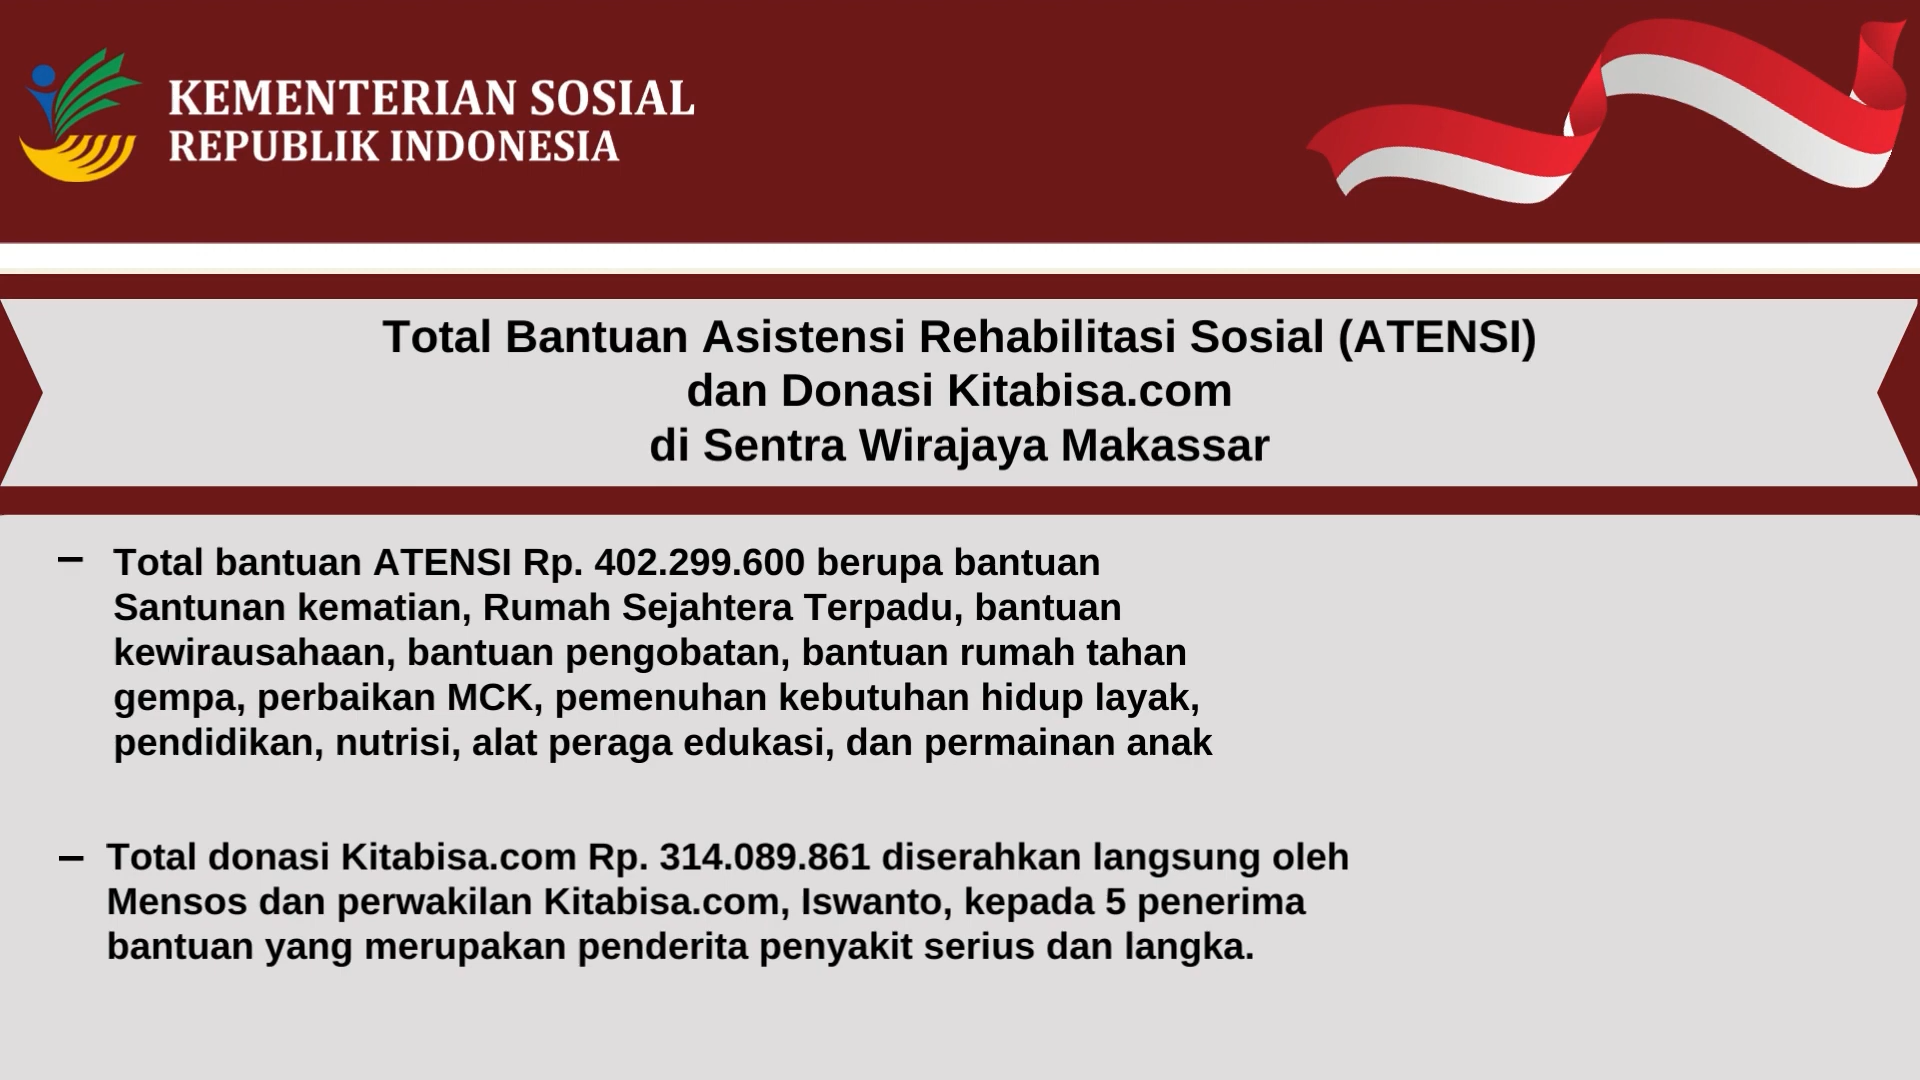 KEMENTERIAN SOSIAL
REPUBLIK INDONESIA
Total Bantuan Asistensi Rehabilitasi Sosial (ATENSI)
dan Donasi Kitabisa.com
di Sentra Wirajaya Makassar
– Total bantuan ATENSI Rp. 402.299.600 berupa bantuan
Santunan kematian, Rumah Sejahtera Terpadu, bantuan
kewirausahaan, bantuan pengobatan, bantuan rumah tahan
gempa, perbaikan MCK, pemenuhan kebutuhan hidup layak,
pendidikan, nutrisi, alat peraga edukasi, dan permainan anak
– Total donasi Kitabisa.com Rp. 314.089.861 diserahkan langsung oleh
Mensos dan perwakilan Kitabisa.com, Iswanto, kepada 5 penerima
bantuan yang merupakan penderita penyakit serius dan langka.